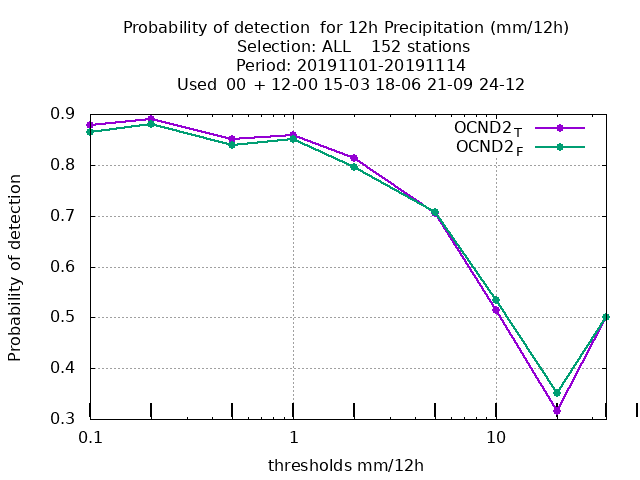 Probability of detection  for 12h Precipitation (mm/12h)
Selection: ALL    152 stations
Period: 20191101-20191114
Used  00  + 12-00 15-03 18-06 21-09 24-12
OCND2T
OCND2F
0.9
0.8
0.7
0.6
0.5
0.4
0.3
Probability of detection
0.1 1 10
thresholds mm/12h